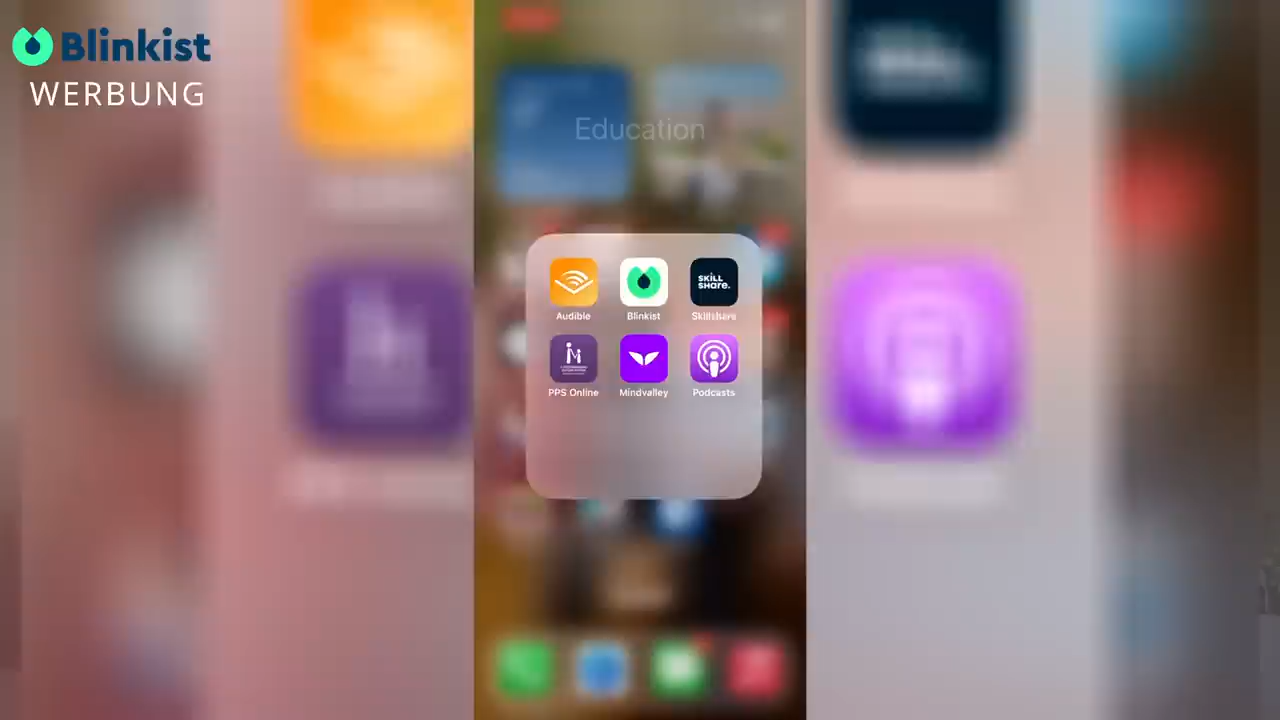 Blinkist
WERBUNG
Education
SKILL
SHARE.
Audible
Blinkist
Skillshare
PPS Online
Mindvalley
Podcasts